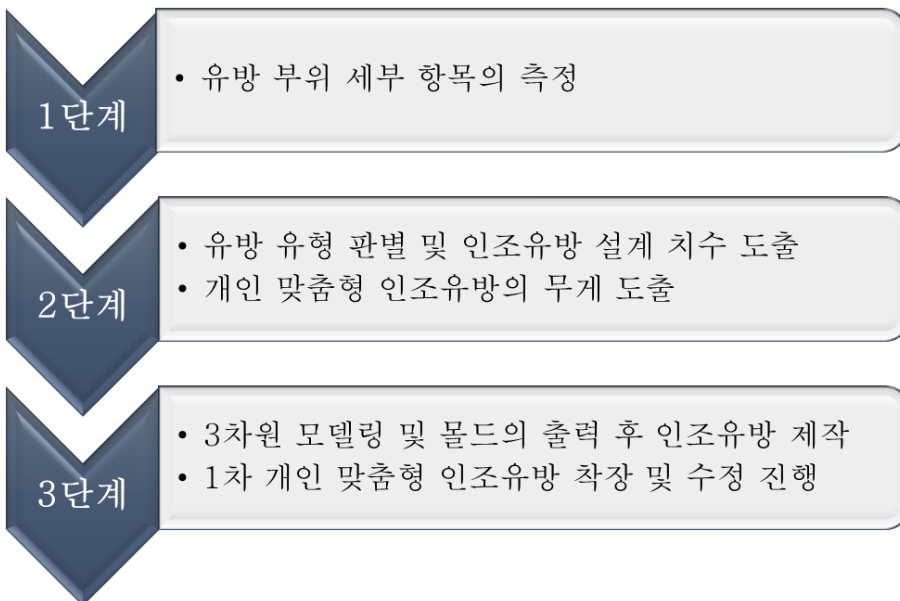 1단계
• 유방 부위 세부 항목의 측정
2단계
• 유방 유형 판별 및 인조유방 설계 치수 도출
• 개인 맞춤형 인조유방의 무게 도출
3단계
• 3차원 모델링 및 몰드의 출력 후 인조유방 제작
• 1차 개인 맞춤형 인조유방 착장 및 수정 진행